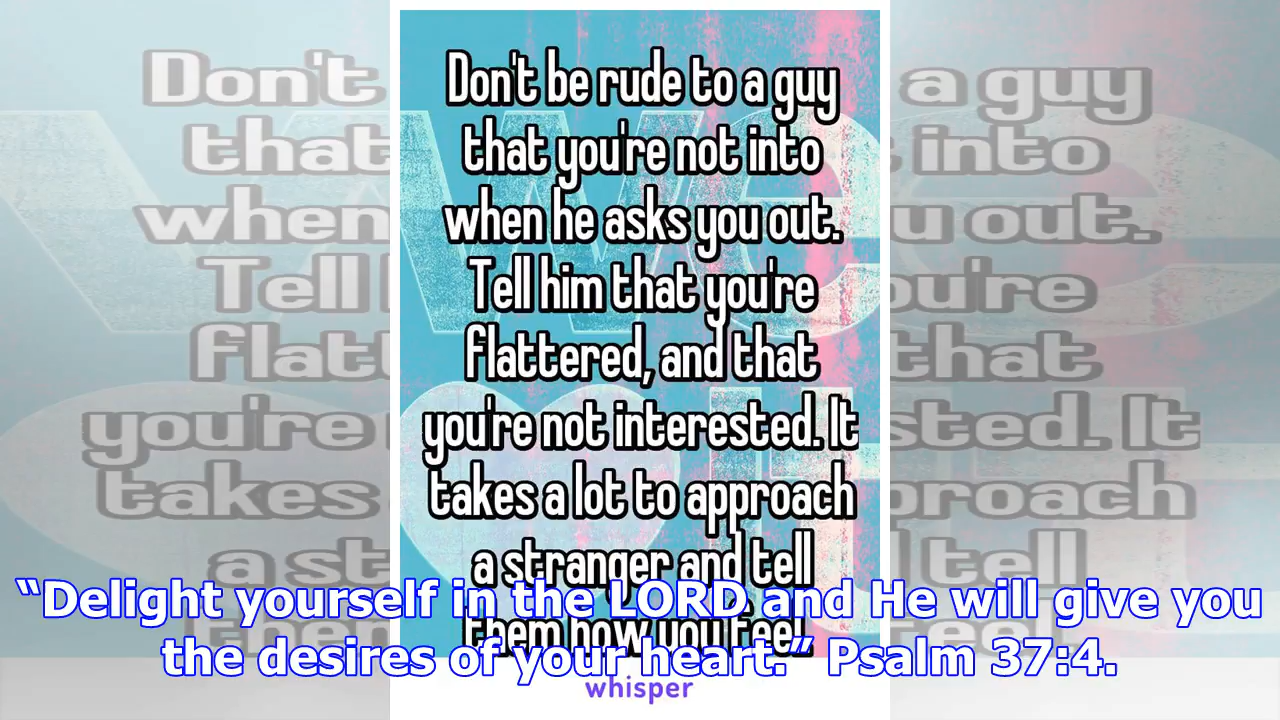 Don't be rude to a guy
that you're not into
when he asks you out.
Tell him that you're
flattered, and that
you're not interested. It
takes a lot to approach
a stranger and tell
them how you feel
“Delight yourself in the LORD and He will give you
the desires of your heart.” Psalm 37:4.
whisper